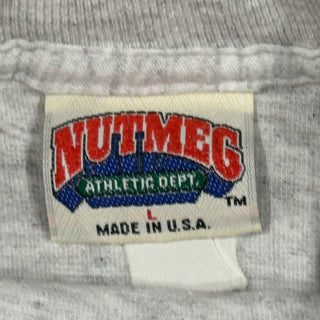 NUTMEG
ATHLETIC DEPT.
L TM
MADE IN U.S.A.